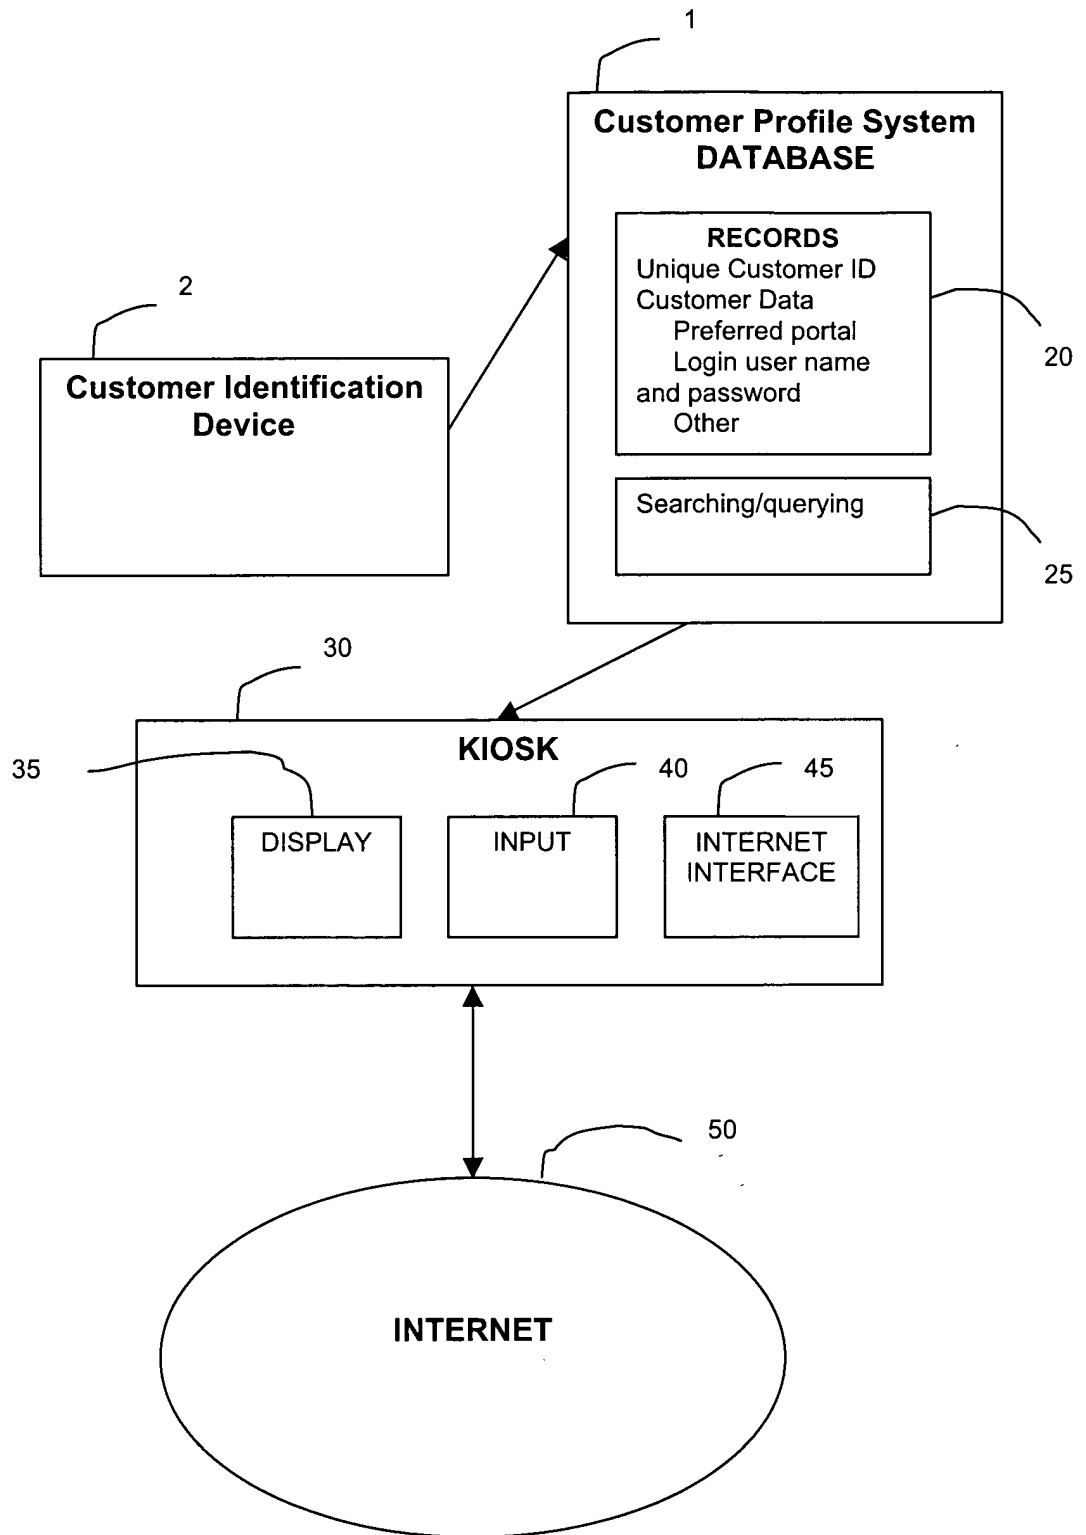 1
Customer Profile System
DATABASE
RECORDS
Unique Customer ID
Customer Data
Preferred portal
Login user name
and password
Other
20
Searching/querying
25
2
Customer Identification
Device
30
KIOSK
35
40
45
DISPLAY
INPUT
INTERNET
INTERFACE
50
INTERNET